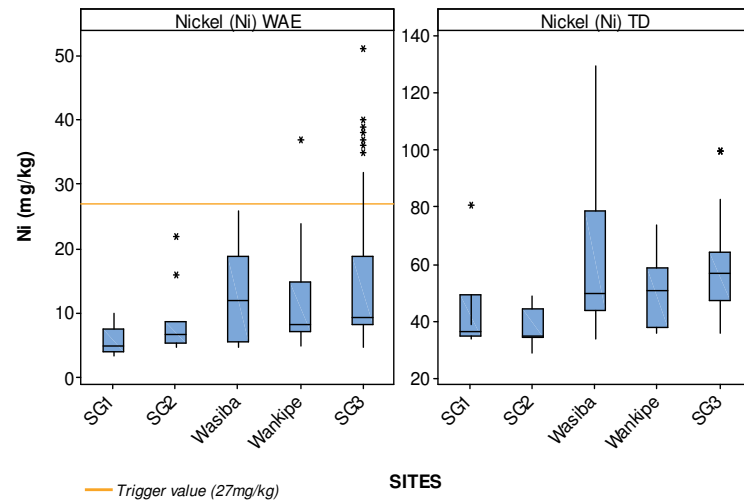 Nickel (Ni) WAE
Nickel (Ni) TD
Ni (mg/kg)
50
40
30
20
10
0
140
120
100
80
60
40
20
SG1
SG2
Wasiba
Wankipe
SG3
SG1
SG2
Wasiba
Wankipe
SG3
SITES
Trigger value (27mg/kg)